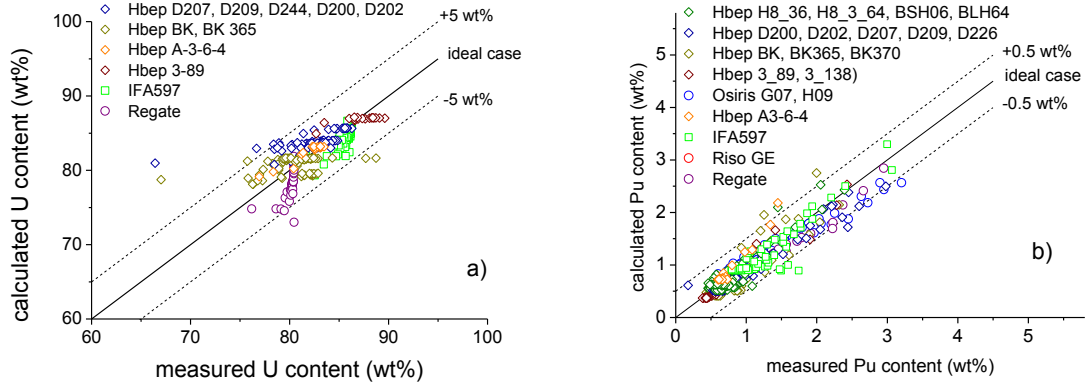 Hbep D207, D209, D244, D200, D202
Hbep BK, BK 365
Hbep A-3-6-4
Hbep 3-89
IFA597
Regate
+5 wt%
ideal case
-5 wt%
100
90
80
70
60
calculated U content (wt%)
a)
60 70 80 90 100
measured U content (wt%)
Hbep H8_36, H8_3_64, BSH06, BLH64
Hbep D200, D202, D207, D209, D226
Hbep BK, BK365, BK370
Hbep 3_89, 3_138)
Osiris G07, H09
Hbep A3-6-4
IFA597
Riso GE
Regate
+0.5 wt%
ideal case
-0.5 wt%
5
4
3
2
1
0
calculated Pu content (wt%)
b)
0 1 2 3 4 5
measured Pu content (wt%)